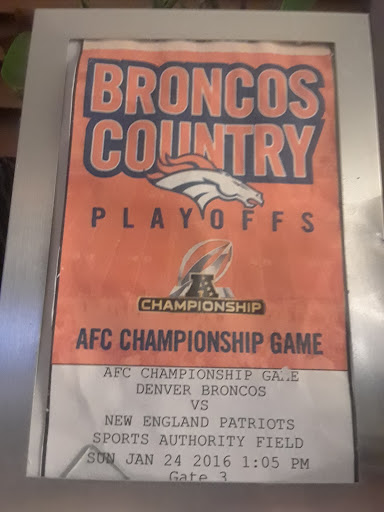 BRONCOS
COUNTRY
PLAYOFFS
A
CHAMPIONSHIP
AFC CHAMPIONSHIP GAME
AFC CHAMPIONSHIP GAME
DENVER BRONCOS
VS
NEW ENGLAND PATRIOTS
SPORTS AUTHORITY FIELD
SUN JAN 24 2016 1:05 PM
Gate 3